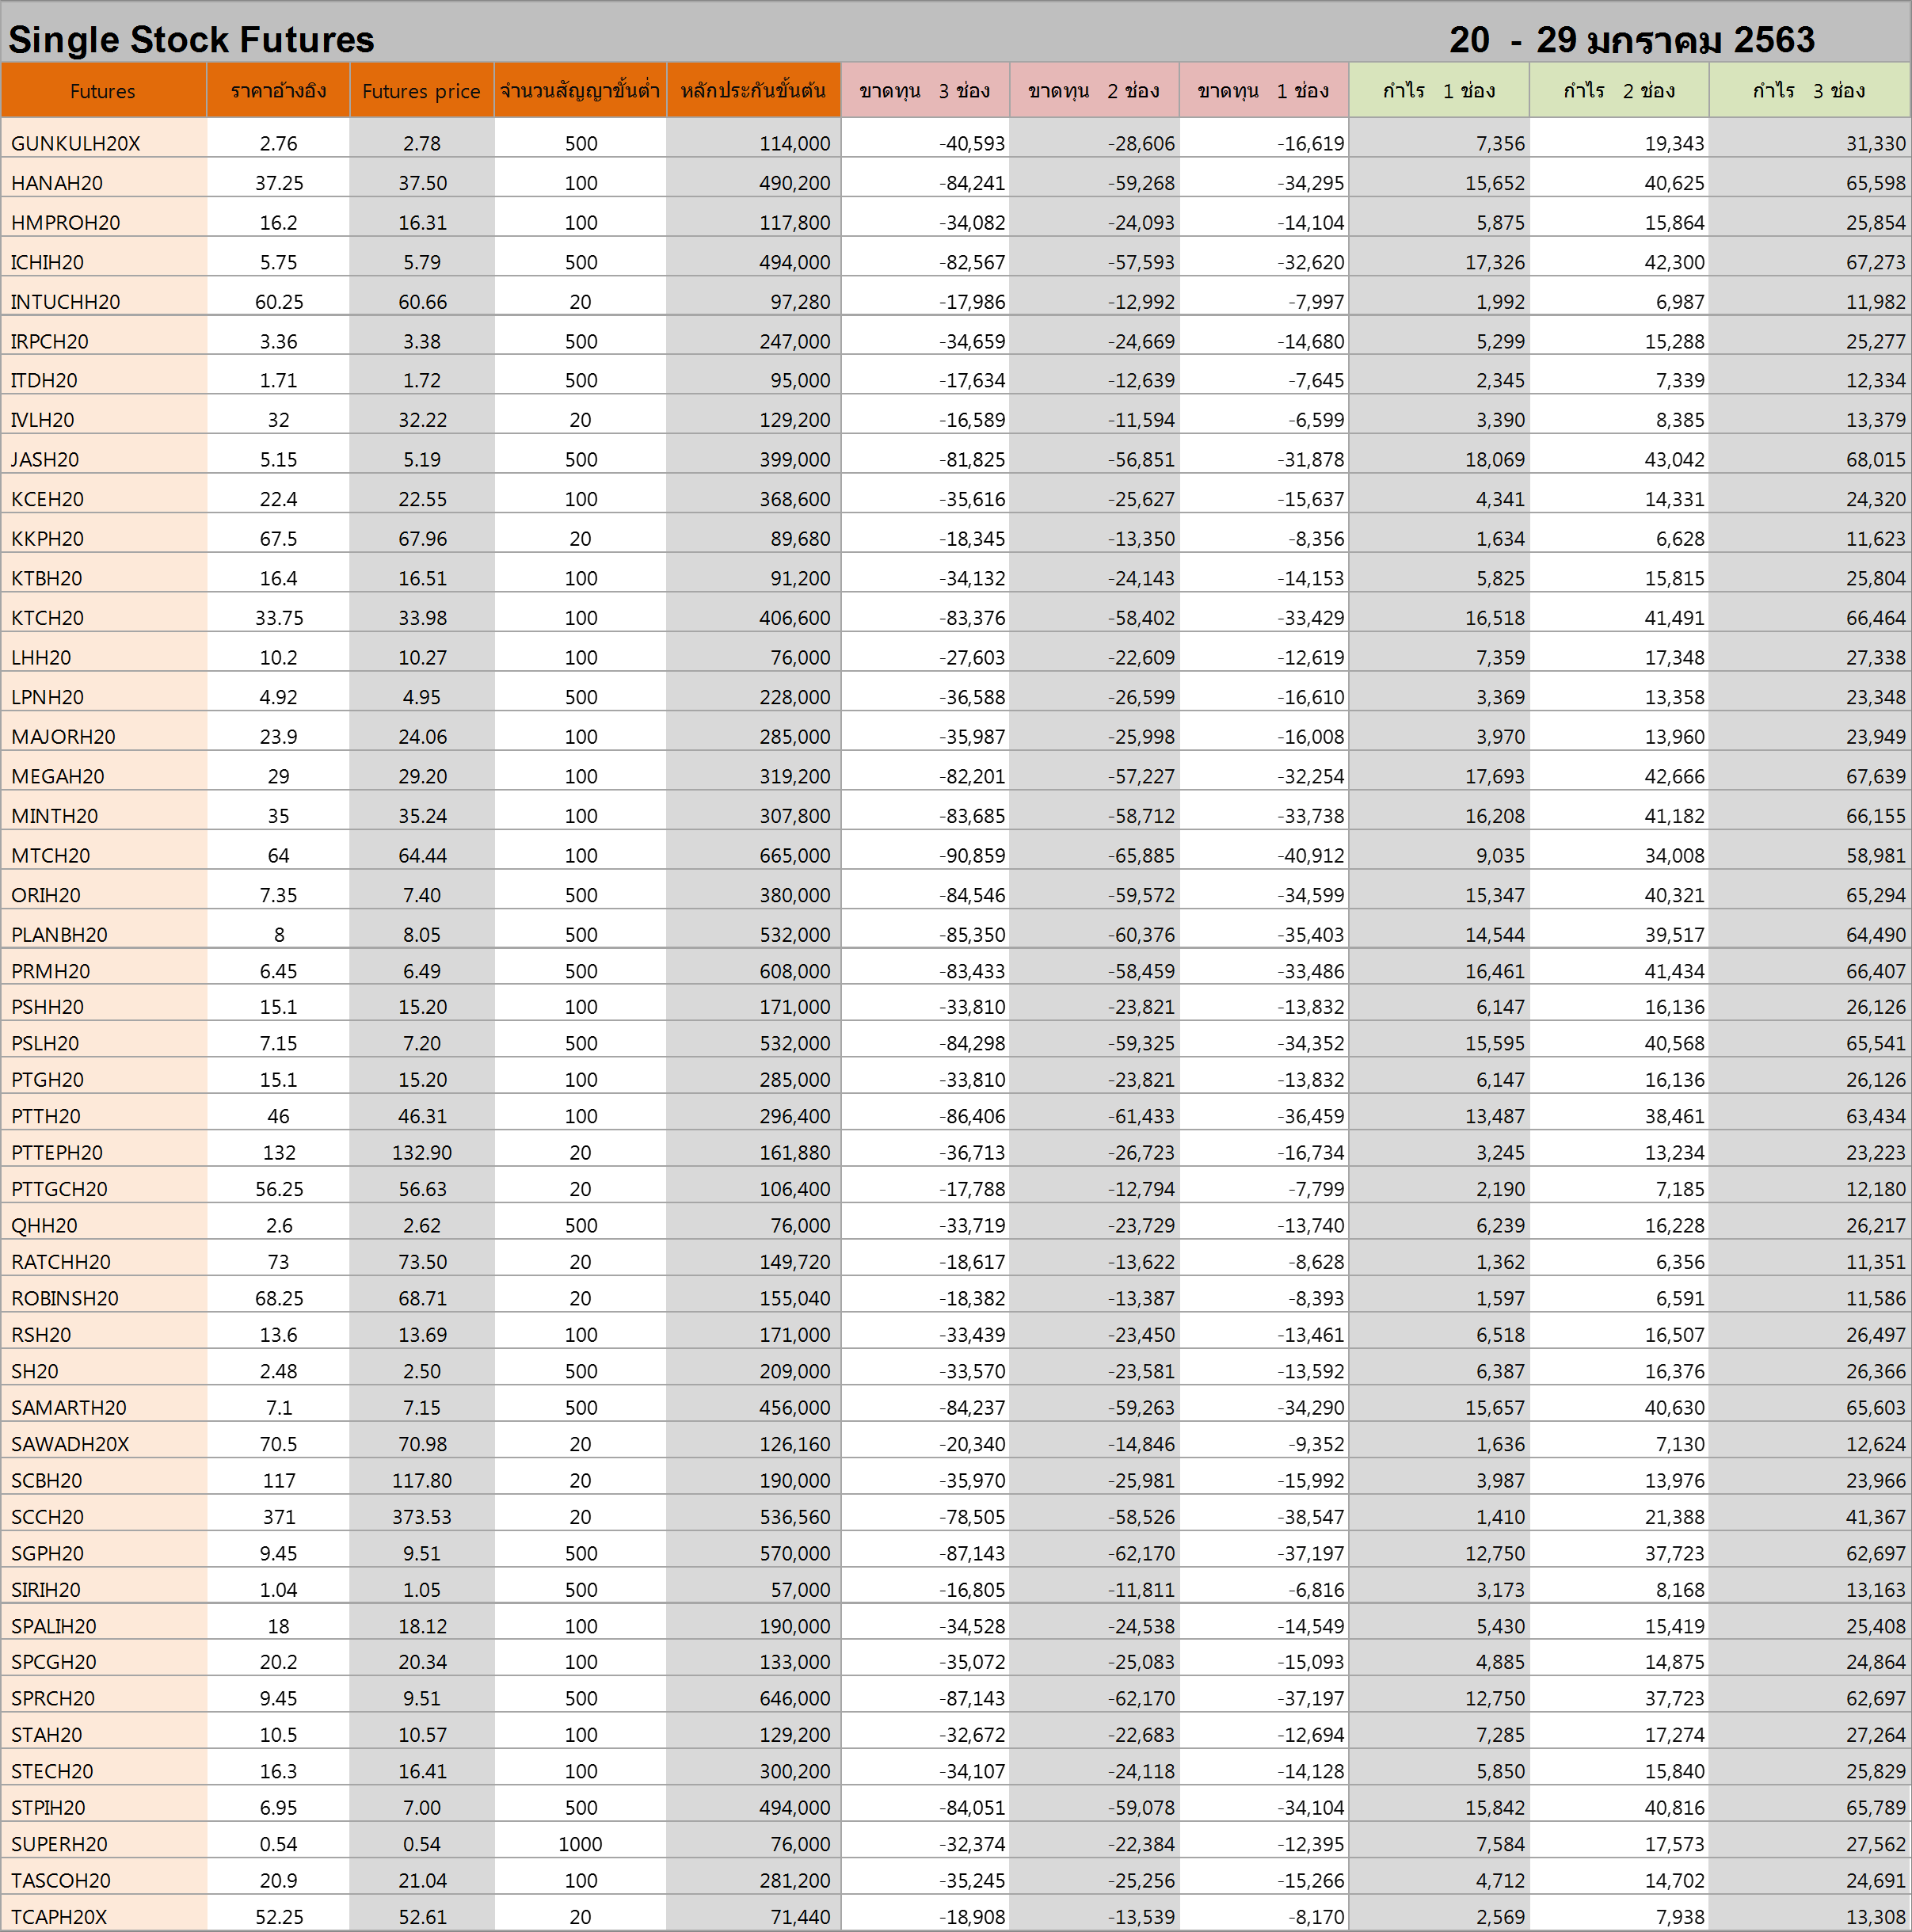 Single Stock Futures 20 - 29 มกราคม 2563
Futures ราคาอ้างอิง Futures price จำนวนสัญญาขั้นต่ำ หลักประกันขั้นต้น ขาดทุน 3 ช่อง ขาดทุน 2 ช่อง ขาดทุน 1 ช่อง กำไร 1 ช่อง กำไร 2 ช่อง กำไร 3 ช่อง
GUNKULH20X 2.76 2.78 500 114,000 -40,593 -28,606 -16,619 7,356 19,343 31,330
HANAH20 37.25 37.50 100 490,200 -84,241 -59,268 -34,295 15,652 40,625 65,598
HMPROH20 16.2 16.31 100 117,800 -34,082 -24,093 -14,104 5,875 15,864 25,854
ICHIH20 5.75 5.79 500 494,000 -82,567 -57,593 -32,620 17,326 42,300 67,273
INTUCHH20 60.25 60.66 20 97,280 -17,986 -12,992 -7,997 1,992 6,987 11,982
IRPCH20 3.36 3.38 500 247,000 -34,659 -24,669 -14,680 5,299 15,288 25,277
ITDH20 1.71 1.72 500 95,000 -17,634 -12,639 -7,645 2,345 7,339 12,334
IVLH20 32 32.22 20 129,200 -16,589 -11,594 -6,599 3,390 8,385 13,379
JASH20 5.15 5.19 500 399,000 -81,825 -56,851 -31,878 18,069 43,042 68,015
KCEH20 22.4 22.55 100 368,600 -35,616 -25,627 -15,637 4,341 14,331 24,320
KKPH20 67.5 67.96 20 89,680 -18,345 -13,350 -8,356 1,634 6,628 11,623
KTBH20 16.4 16.51 100 91,200 -34,132 -24,143 -14,153 5,825 15,815 25,804
KTCH20 33.75 33.98 100 406,600 -83,376 -58,402 -33,429 16,518 41,491 66,464
LHH20 10.2 10.27 100 76,000 -27,603 -22,609 -12,619 7,359 17,348 27,338
LPNH20 4.92 4.95 500 228,000 -36,588 -26,599 -16,610 3,369 13,358 23,348
MAJORH20 23.9 24.06 100 285,000 -35,987 -25,998 -16,008 3,970 13,960 23,949
MEGAH20 29 29.20 100 319,200 -82,201 -57,227 -32,254 17,693 42,666 67,639
MINTH20 35 35.24 100 307,800 -83,685 -58,712 -33,738 16,208 41,182 66,155
MTCH20 64 64.44 100 665,000 -90,859 -65,885 -40,912 9,035 34,008 58,981
ORIH20 7.35 7.40 500 380,000 -84,546 -59,572 -34,599 15,347 40,321 65,294
PLANBH20 8 8.05 500 532,000 -85,350 -60,376 -35,403 14,544 39,517 64,490
PRMH20 6.45 6.49 500 608,000 -83,433 -58,459 -33,486 16,461 41,434 66,407
PSHH20 15.1 15.20 100 171,000 -33,810 -23,821 -13,832 6,147 16,136 26,126
PSLH20 7.15 7.20 500 532,000 -84,298 -59,325 -34,352 15,595 40,568 65,541
PTGH20 15.1 15.20 100 285,000 -33,810 -23,821 -13,832 6,147 16,136 26,126
PTTH20 46 46.31 100 296,400 -86,406 -61,433 -36,459 13,487 38,461 63,434
PTTEPH20 132 132.90 20 161,880 -36,713 -26,723 -16,734 3,245 13,234 23,223
PTTGCH20 56.25 56.63 20 106,400 -17,788 -12,794 -7,799 2,190 7,185 12,180
QHH20 2.6 2.62 500 76,000 -33,719 -23,729 -13,740 6,239 16,228 26,217
RATCHH20 73 73.50 20 149,720 -18,617 -13,622 -8,628 1,362 6,356 11,351
ROBINSH20 68.25 68.71 20 155,040 -18,382 -13,387 -8,393 1,597 6,591 11,586
RSH20 13.6 13.69 100 171,000 -33,439 -23,450 -13,461 6,518 16,507 26,497
SH20 2.48 2.50 500 209,000 -33,570 -23,581 -13,592 6,387 16,376 26,366
SAMARTH20 7.1 7.15 500 456,000 -84,237 -59,263 -34,290 15,657 40,630 65,603
SAWADH20X 70.5 70.98 20 126,160 -20,340 -14,846 -9,352 1,636 7,130 12,624
SCBH20 117 117.80 20 190,000 -35,970 -25,981 -15,992 3,987 13,976 23,966
SCCH20 371 373.53 20 536,560 -78,505 -58,526 -38,547 1,410 21,388 41,367
SGPH20 9.45 9.51 500 570,000 -87,143 -62,170 -37,197 12,750 37,723 62,697
SIRIH20 1.04 1.05 500 57,000 -16,805 -11,811 -6,816 3,173 8,168 13,163
SPALIH20 18 18.12 100 190,000 -34,528 -24,538 -14,549 5,430 15,419 25,408
SPCGH20 20.2 20.34 100 133,000 -35,072 -25,083 -15,093 4,885 14,875 24,864
SPRCH20 9.45 9.51 500 646,000 -87,143 -62,170 -37,197 12,750 37,723 62,697
STAH20 10.5 10.57 100 129,200 -32,672 -22,683 -12,694 7,285 17,274 27,264
STECH20 16.3 16.41 100 300,200 -34,107 -24,118 -14,128 5,850 15,840 25,829
STPIH20 6.95 7.00 500 494,000 -84,051 -59,078 -34,104 15,842 40,816 65,789
SUPERH20 0.54 0.54 1000 76,000 -32,374 -22,384 -12,395 7,584 17,573 27,562
TASCOH20 20.9 21.04 100 281,200 -35,245 -25,256 -15,266 4,712 14,702 24,691
TCAPH20X 52.25 52.61 20 71,440 -18,908 -13,539 -8,170 2,569 7,938 13,308